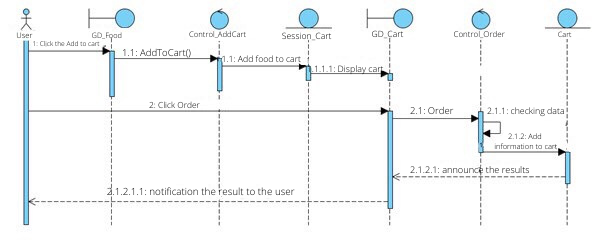 User
GD_Food
Control_AddCart
Session_Cart
GD_Cart
Control_Order
Cart
1: Click the Add to cart
1.1: AddToCart()
1.1: Add food to cart
1.1.1: Display cart
2: Click Order
2.1: Order
2.1.1: checking data
2.1.2: Add
information to cart
2.1.2.1: announce the results
2.1.2.1.1: notification the result to the user